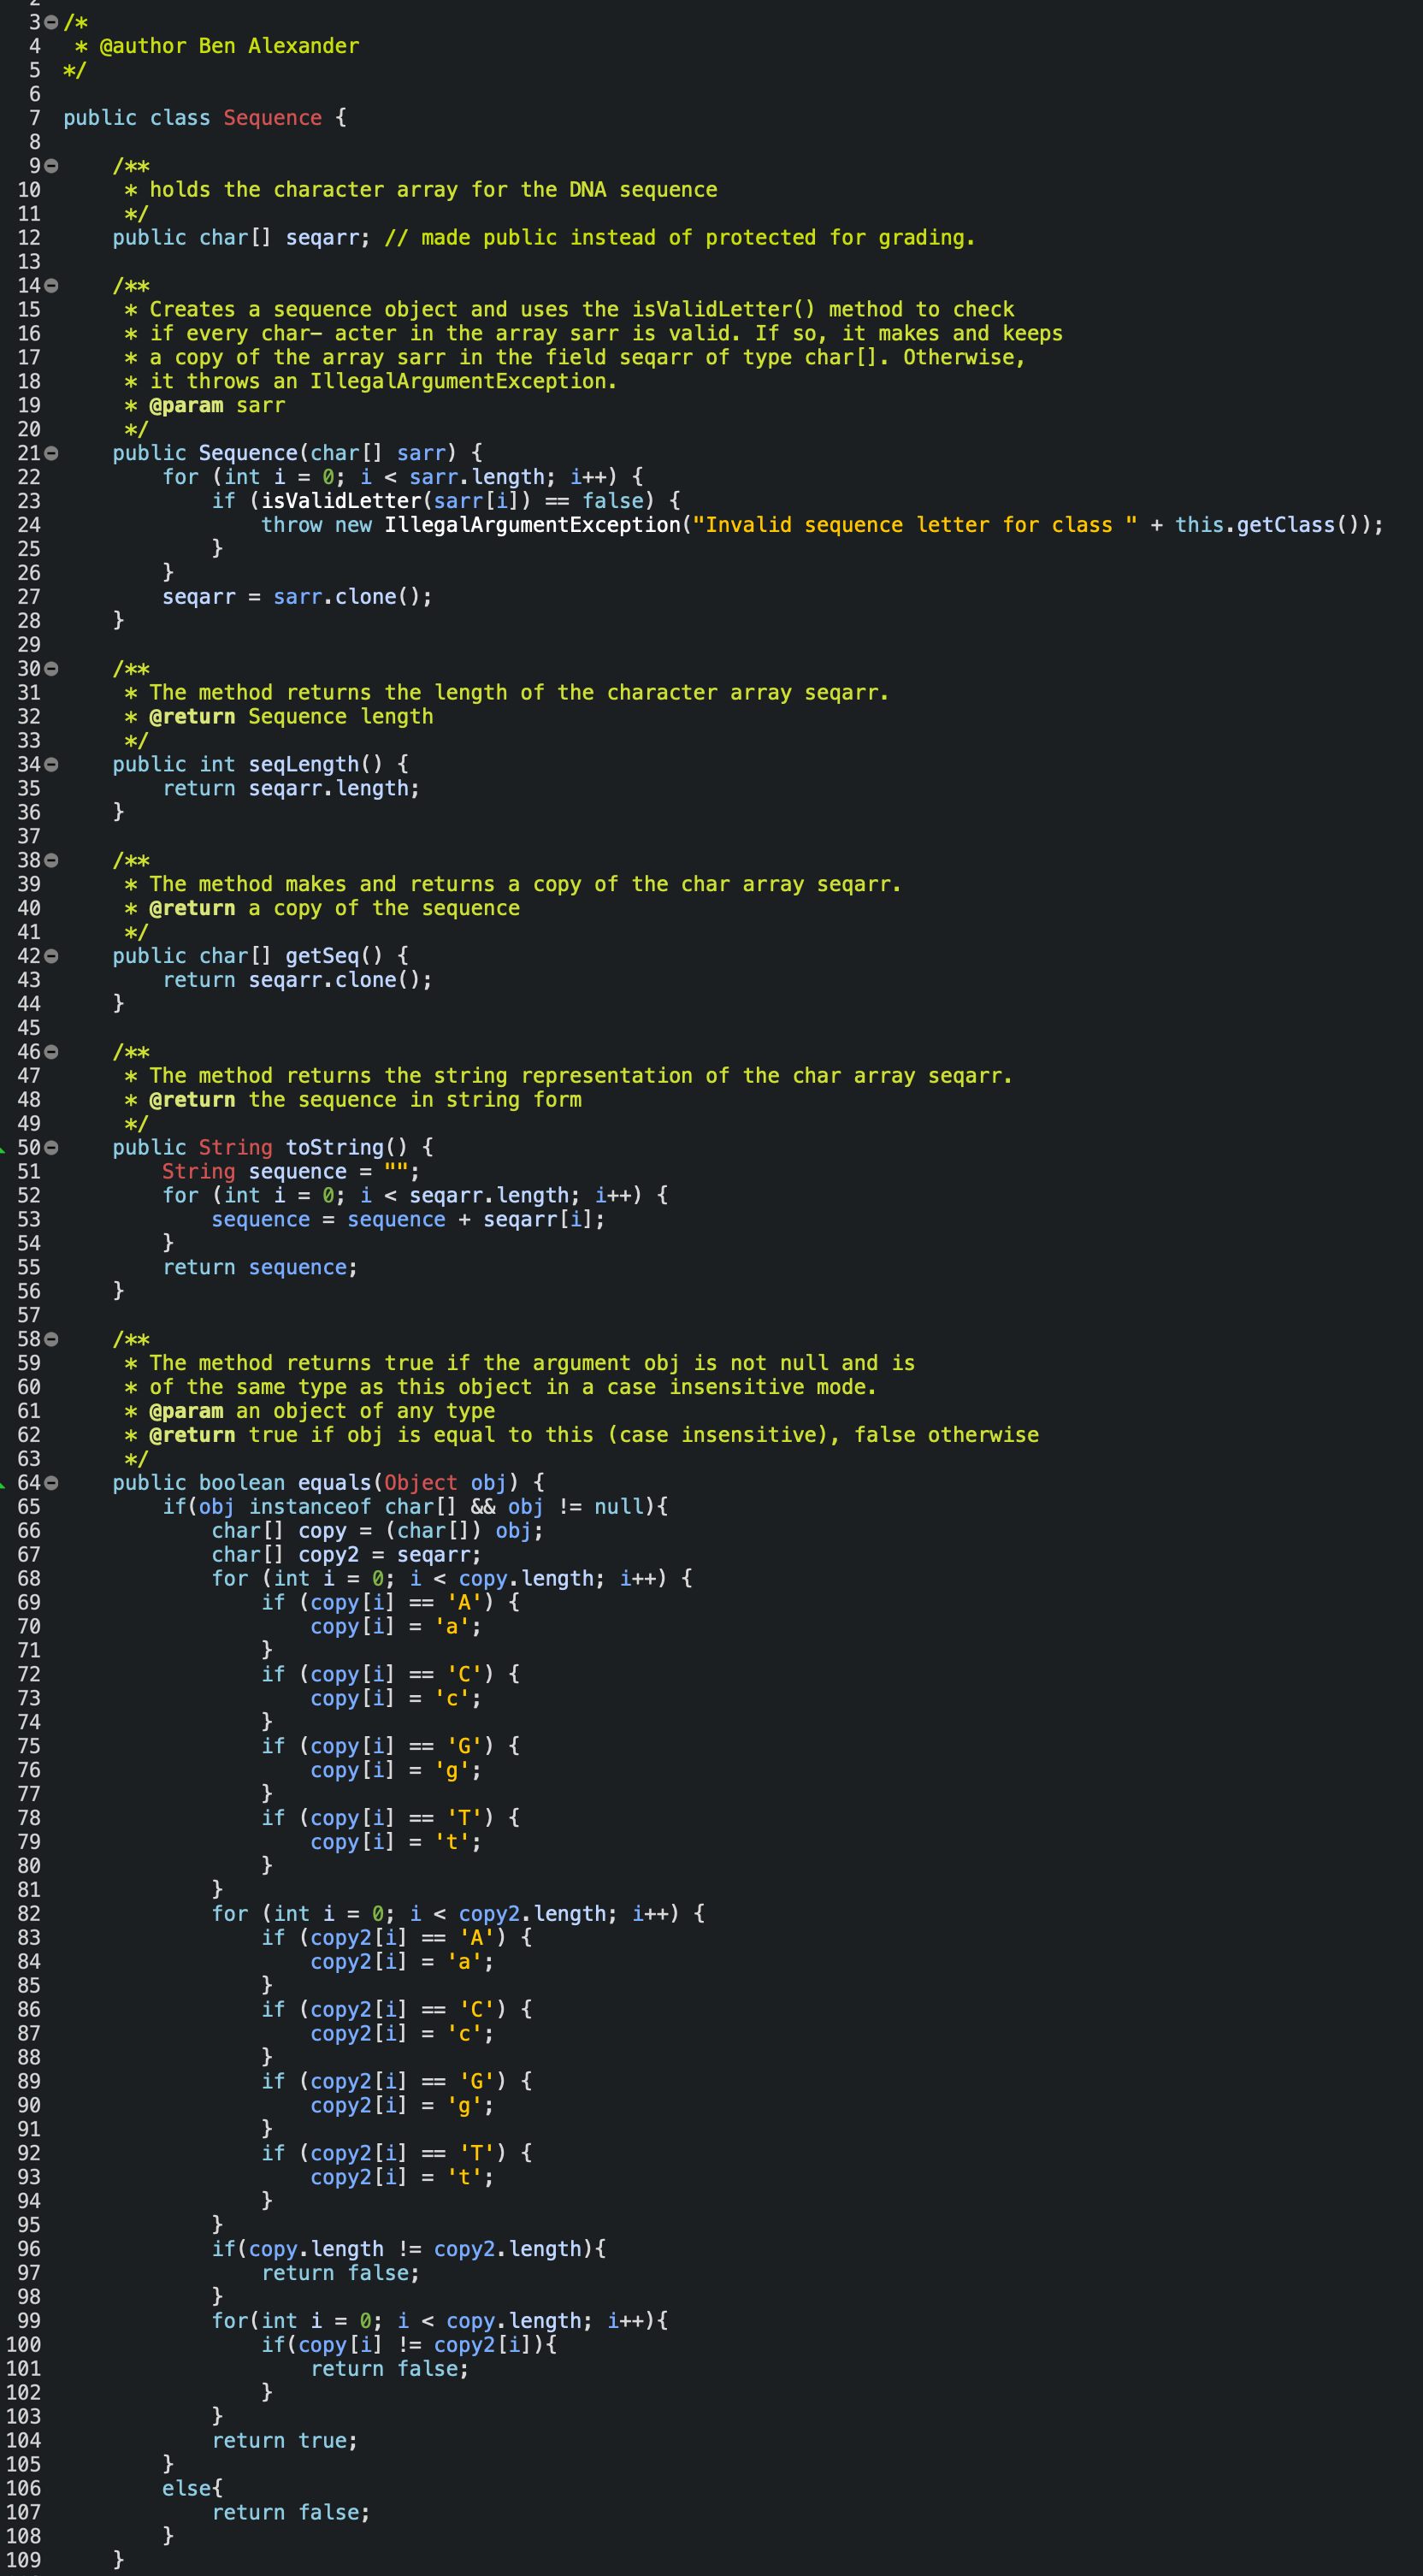 3 /*
4  * @author Ben Alexander
5 */
6
7 public class Sequence {
8
9     /**
10      * holds the character array for the DNA sequence
11      */
12     public char[] seqarr; // made public instead of protected for grading.
13
14     /**
15      * Creates a sequence object and uses the isValidLetter() method to check
16      * if every char– acter in the array sarr is valid. If so, it makes and keeps
17      * a copy of the array sarr in the field seqarr of type char[]. Otherwise,
18      * it throws an IllegalArgumentException.
19      * @param sarr
20      */
21     public Sequence(char[] sarr) {
22         for (int i = 0; i < sarr.length; i++) {
23             if (isValidLetter(sarr[i]) == false) {
24                 throw new IllegalArgumentException("Invalid sequence letter for class " + this.getClass());
25             }
26         }
27         seqarr = sarr.clone();
28     }
29
30     /**
31      * The method returns the length of the character array seqarr.
32      * @return Sequence length
33      */
34     public int seqLength() {
35         return seqarr.length;
36     }
37
38     /**
39      * The method makes and returns a copy of the char array seqarr.
40      * @return a copy of the sequence
41      */
42     public char[] getSeq() {
43         return seqarr.clone();
44     }
45
46     /**
47      * The method returns the string representation of the char array seqarr.
48      * @return the sequence in string form
49      */
50     public String toString() {
51         String sequence = "";
52         for (int i = 0; i < seqarr.length; i++) {
53             sequence = sequence + seqarr[i];
54         }
55         return sequence;
56     }
57
58     /**
59      * The method returns true if the argument obj is not null and is
60      * of the same type as this object in a case insensitive mode.
61      * @param an object of any type
62      * @return true if obj is equal to this (case insensitive), false otherwise
63      */
64     public boolean equals(Object obj) {
65         if(obj instanceof char[] && obj != null){
66             char[] copy = (char[]) obj;
67             char[] copy2 = seqarr;
68             for (int i = 0; i < copy.length; i++) {
69                 if (copy[i] == 'A') {
70                     copy[i] = 'a';
71                 }
72                 if (copy[i] == 'C') {
73                     copy[i] = 'c';
74                 }
75                 if (copy[i] == 'G') {
76                     copy[i] = 'g';
77                 }
78                 if (copy[i] == 'T') {
79                     copy[i] = 't';
80                 }
81             }
82             for (int i = 0; i < copy2.length; i++) {
83                 if (copy2[i] == 'A') {
84                     copy2[i] = 'a';
85                 }
86                 if (copy2[i] == 'C') {
87                     copy2[i] = 'c';
88                 }
89                 if (copy2[i] == 'G') {
90                     copy2[i] = 'g';
91                 }
92                 if (copy2[i] == 'T') {
93                     copy2[i] = 't';
94                 }
95             }
96             if(copy.length != copy2.length){
97                 return false;
98             }
99             for(int i = 0; i < copy.length; i++){
100                 if(copy[i] != copy2[i]){
101                     return false;
102                 }
103             }
104             return true;
105         }
106         else{
107             return false;
108         }
109     }